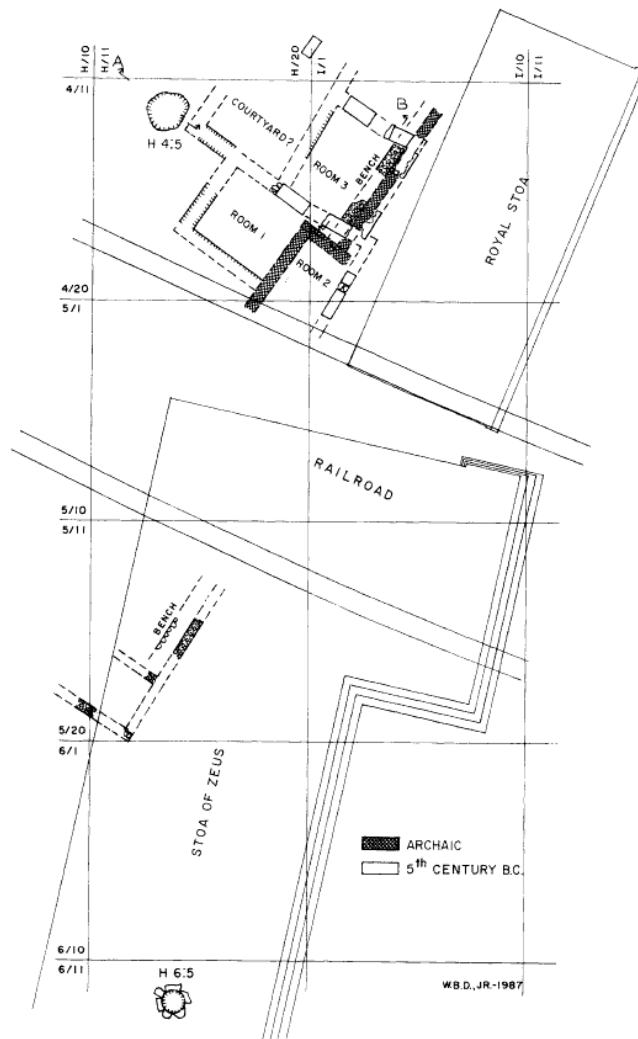 H/10
H/11
A
H/20
I/1
I/10
I/11
4/11
H 4:5
COURTYARD?
B
ROOM 3
BENCH
ROOM 1
ROOM 2
ROYAL STOA
4/20
5/1
RAILROAD
5/10
5/11
BENCH
5/20
6/1
STOA OF ZEUS
ARCHAIC
5th CENTURY B.C.
6/10
6/11
H 6:5
W.B.D., JR.-1987